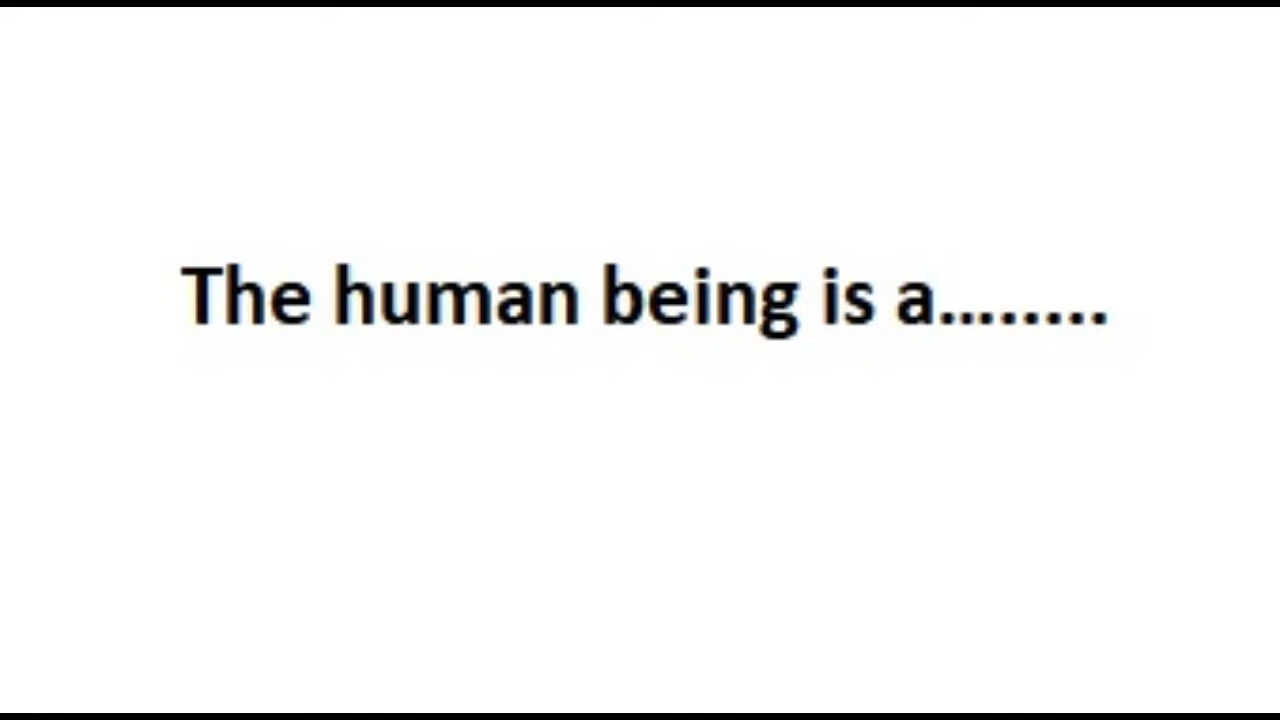 The human being is a........